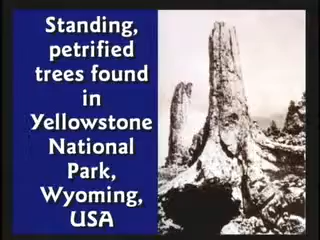 Standing,
petrified
trees found
in
Yellowstone
National
Park,
Wyoming,
USA